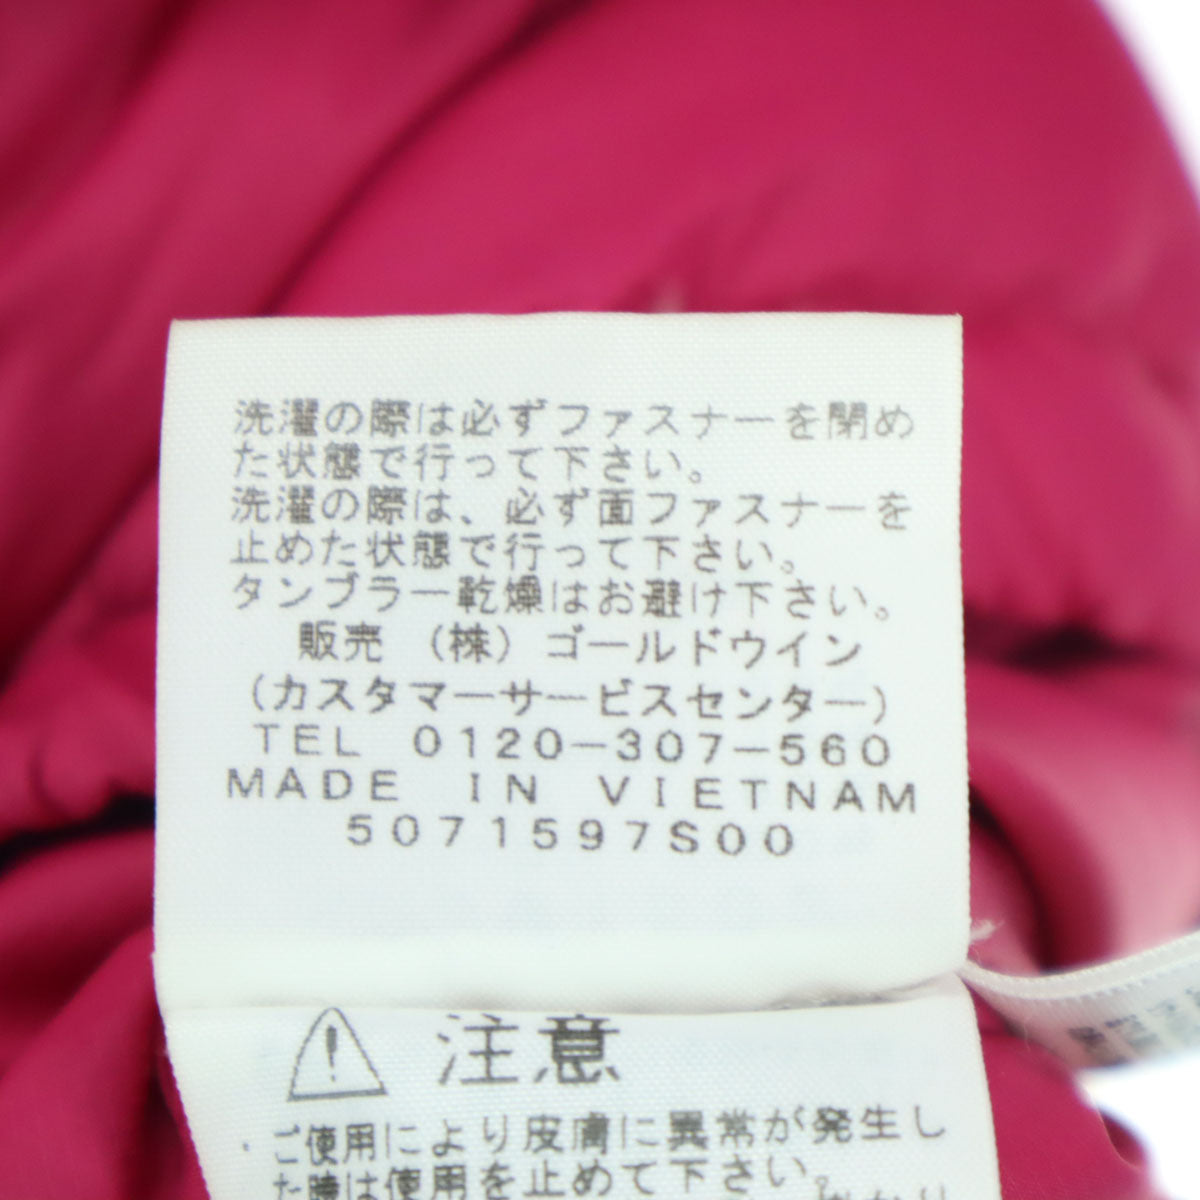 洗濯の際は必ずファスナーを閉め
た状態で行って下さい。
洗濯の際は、必ず面ファスナーを
止めた状態で行って下さい。
タンブラー乾燥はお避け下さい。
販売 （株）ゴールドウイン
（カスタマーサービスセンター）
TEL 0120-307-560
MADE IN VIETNAM
5071597S00
注意
・ご使用により皮膚に異常が発生し
た時は使用を止めて下さい。